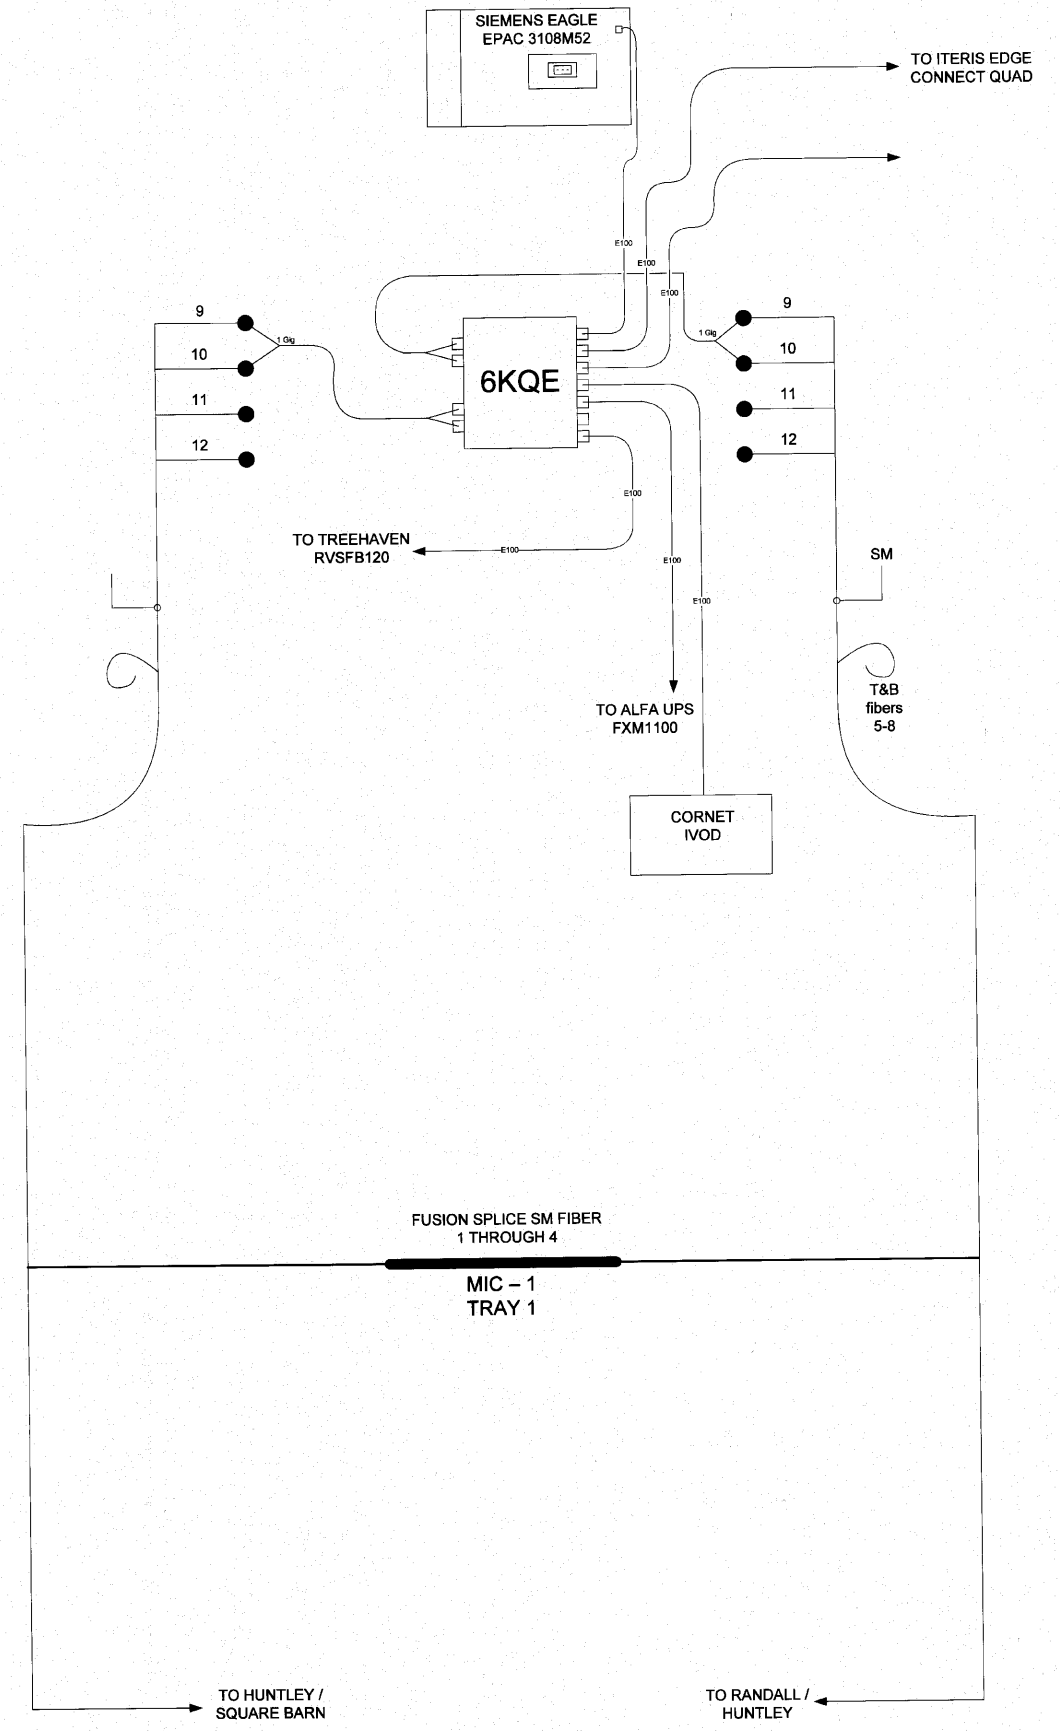 SIEMENS EAGLE
EPAC 3108M52
TO ITERIS EDGE
CONNECT QUAD
E100
E100
E100
9
1 Gig
10
11
12
6KQE
9
1 Gig
10
11
12
E100
TO TREEHAVEN
RVSFB120
E100
E100
E100
SM
T&B
fibers
5-8
TO ALFA UPS
FXM1100
CORNET
IVOD
FUSION SPLICE SM FIBER
1 THROUGH 4
MIC – 1
TRAY 1
TO HUNTLEY /
SQUARE BARN
TO RANDALL /
HUNTLEY